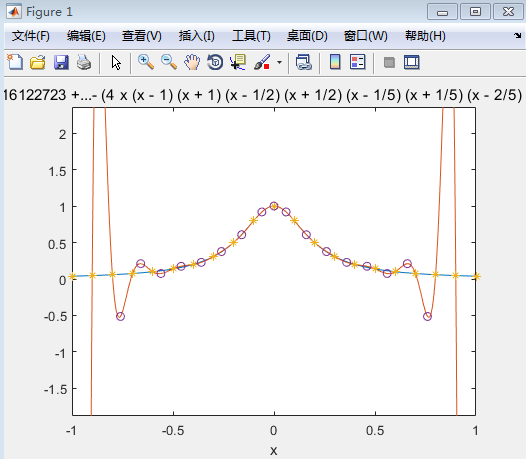 Figure 1
文件(F) 编辑(E) 查看(V) 插入(I) 工具(T) 桌面(D) 窗口(W) 帮助(H)
16122723 +...- (4 x (x - 1) (x + 1) (x - 1/2) (x + 1/2) (x - 1/5) (x + 1/5) (x - 2/5)
2
1.5
1
0.5
0
-0.5
-1
-1.5
-1 -0.5 0 0.5 1
x